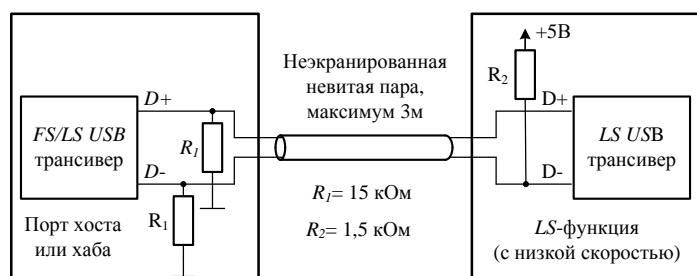 FS/LS USB
трансивер
D+
D-
R1
R1
Порт хоста
или хаба
Неэкранированная
невитая пара,
максимум 3м
R1= 15 кОм
R2= 1,5 кОм
+5В
R2
D+
D-
LS USB
трансивер
LS-функция
(с низкой скоростью)